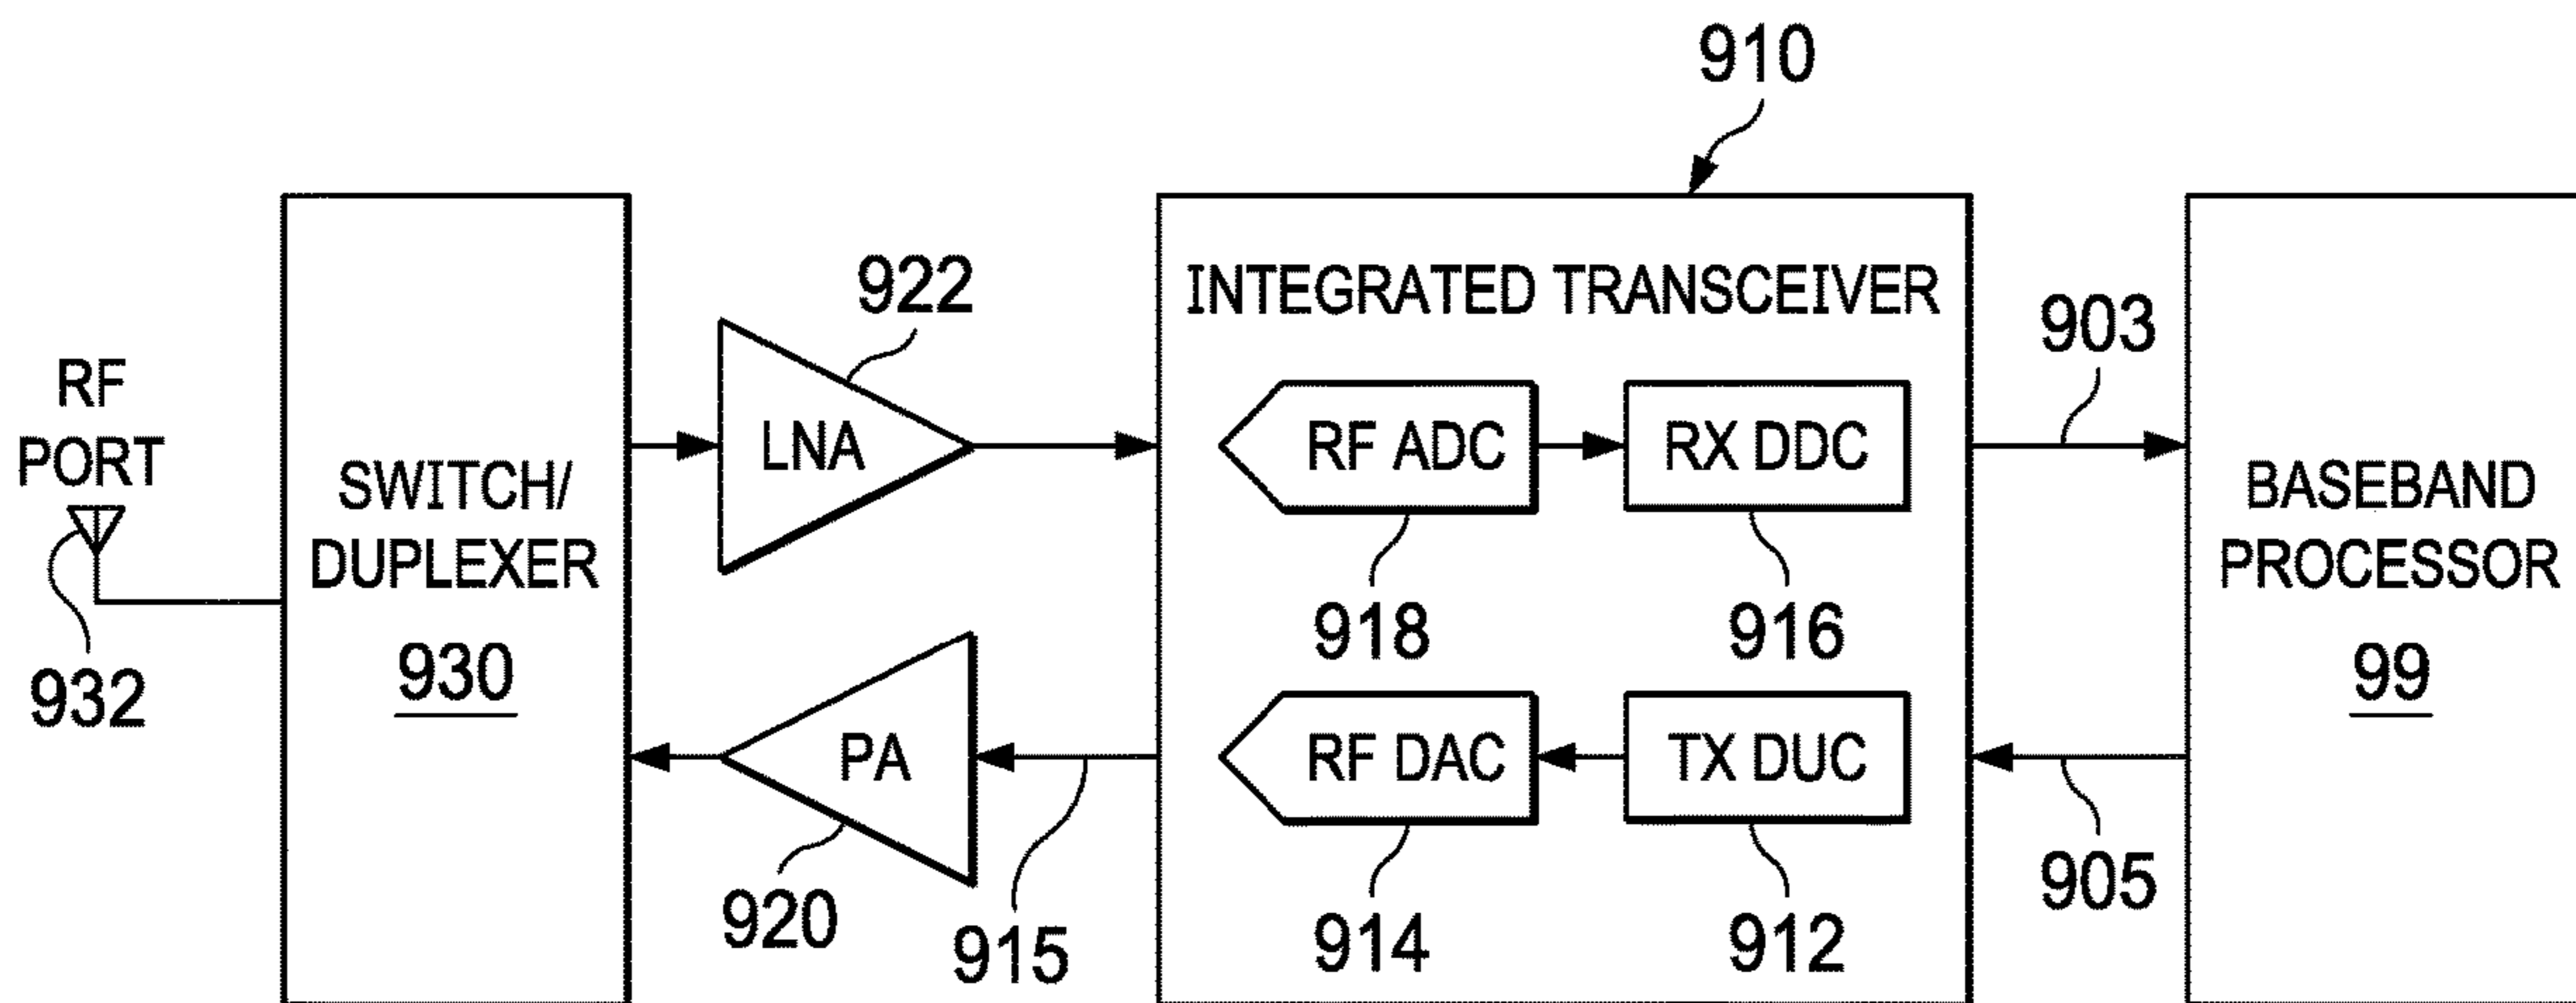 910
INTEGRATED TRANSCEIVER
922
903
RF
PORT
932
SWITCH/
DUPLEXER
930
LNA
RF ADC
RX DDC
918
916
BASEBAND
PROCESSOR
99
PA
RF DAC
TX DUC
920
915
914
912
905